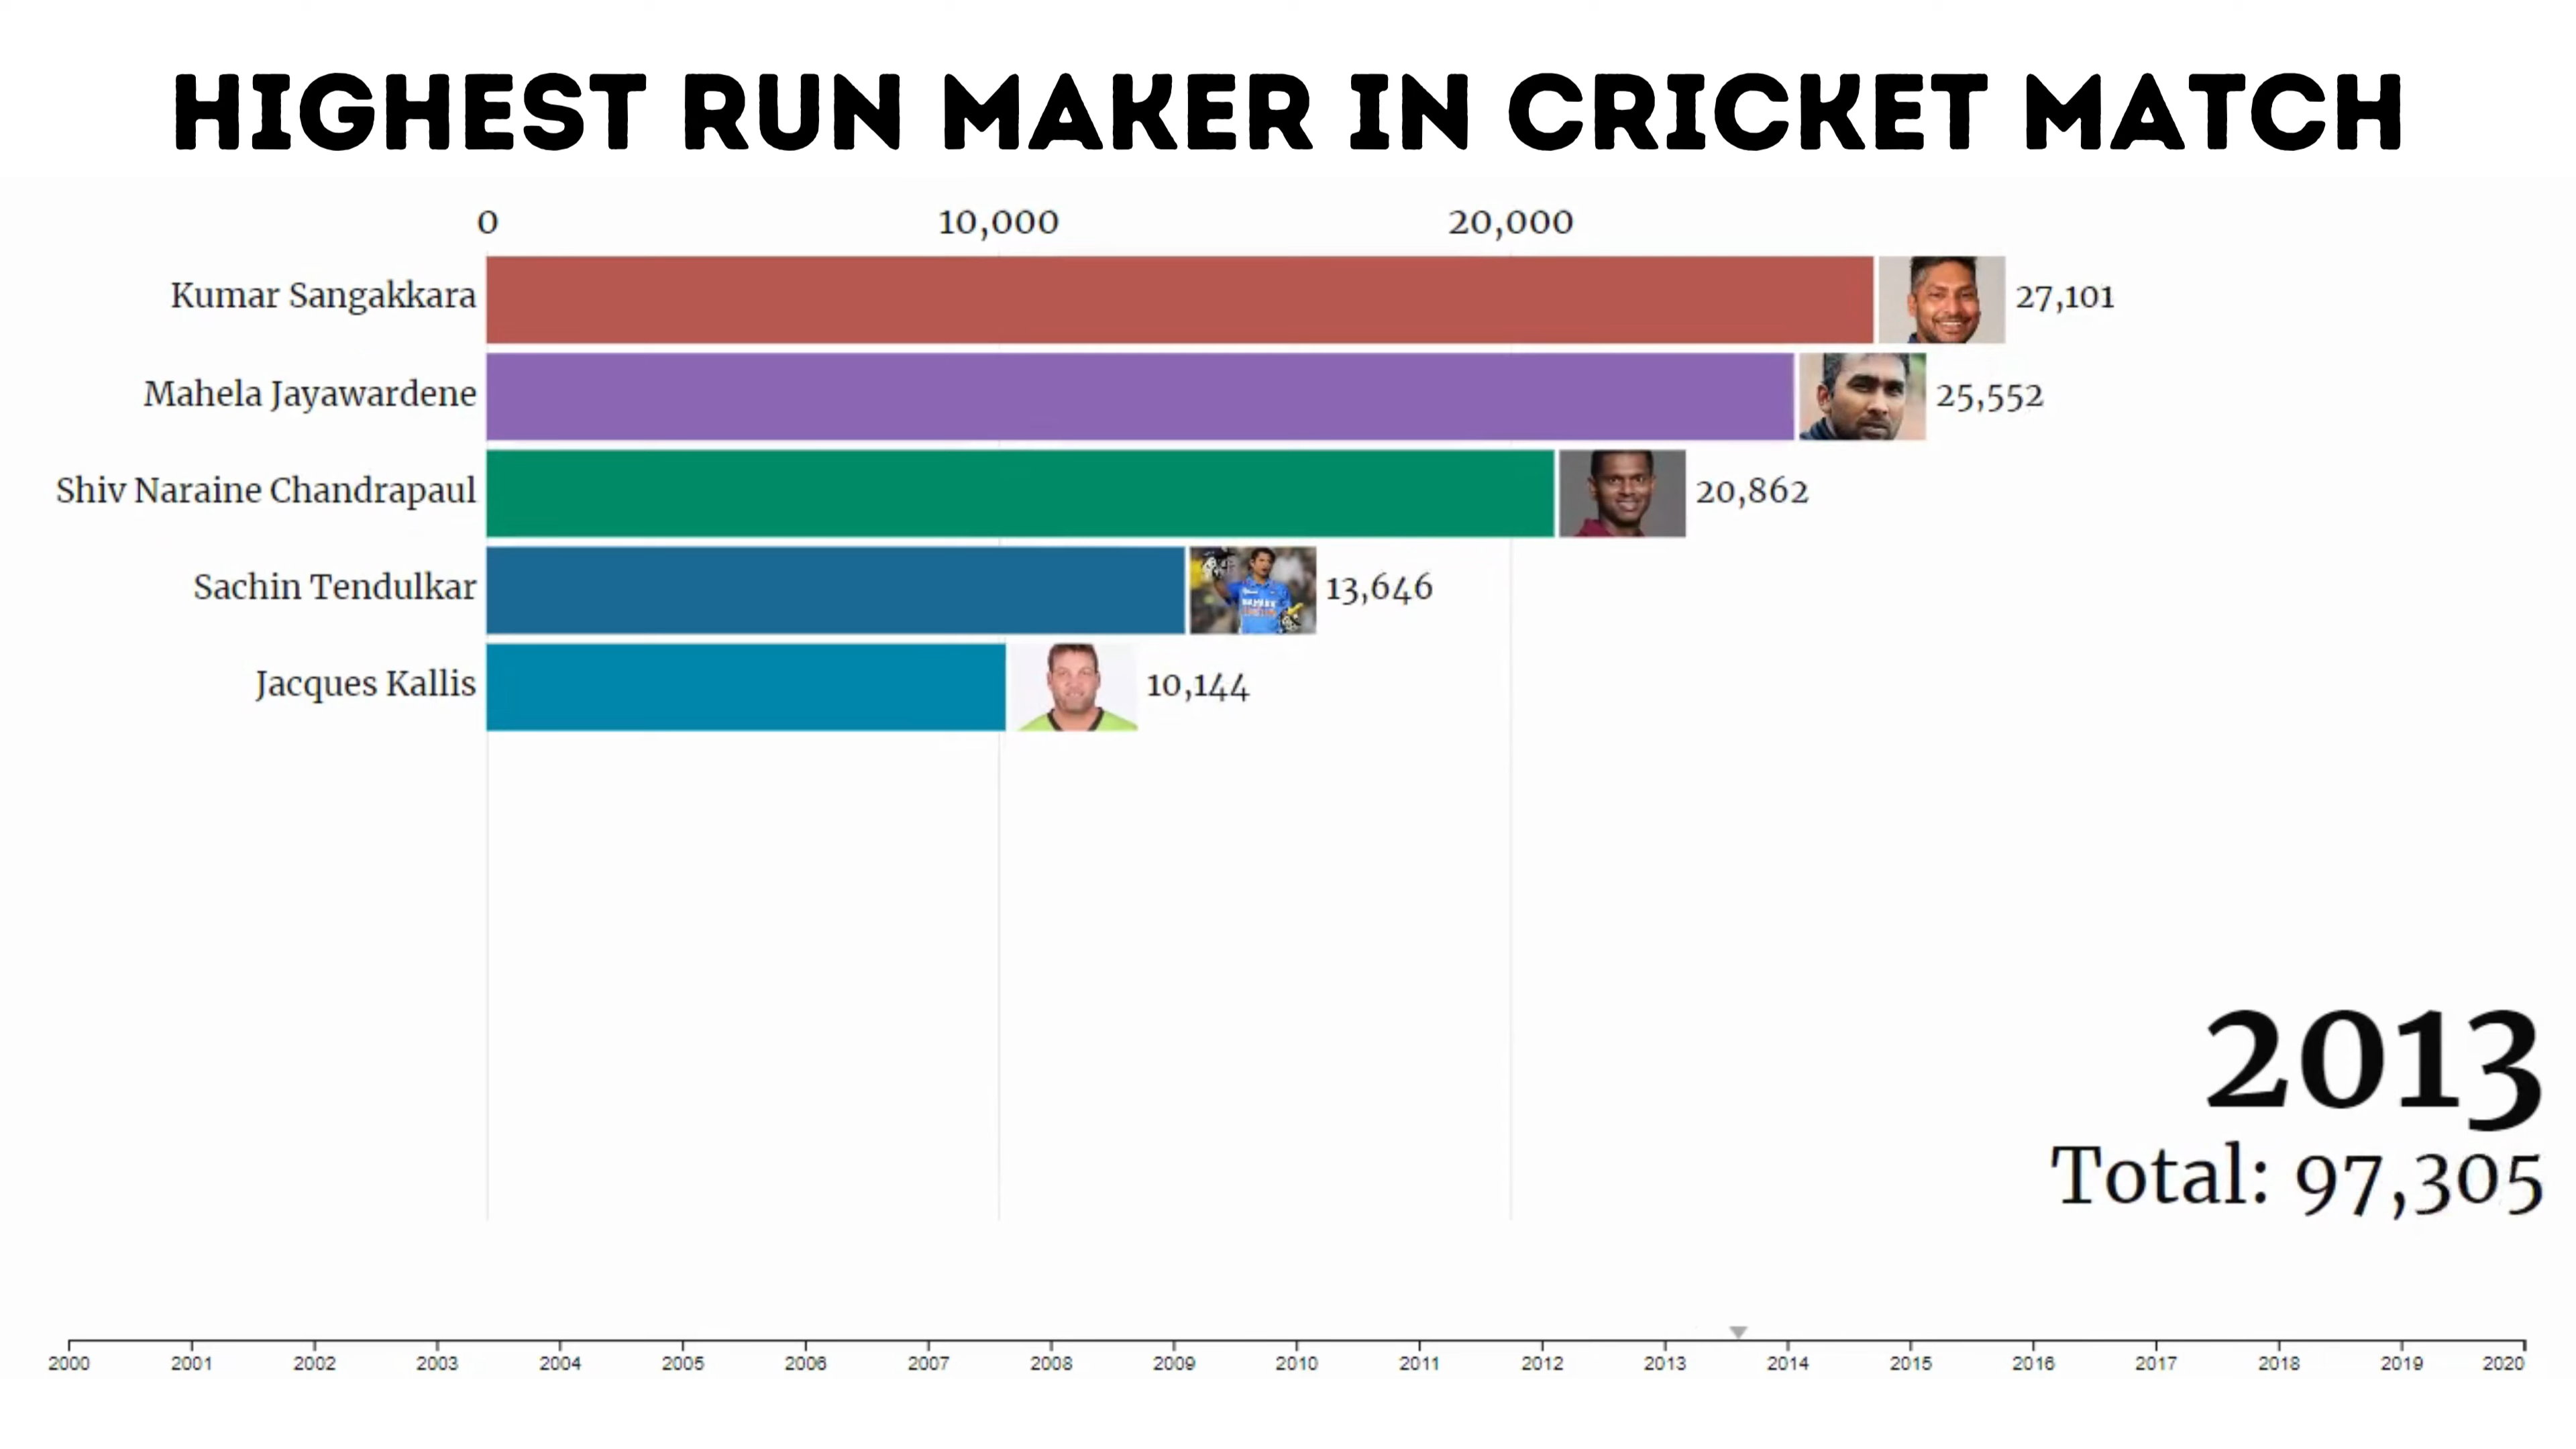 HIGHEST RUN MAKER IN CRICKET MATCH
0 10,000 20,000
Kumar Sangakkara 27,101
Mahela Jayawardene 25,552
Shiv Naraine Chandrapaul 20,862
Sachin Tendulkar 13,646
Jacques Kallis 10,144
2013
Total: 97,305
2000 2001 2002 2003 2004 2005 2006 2007 2008 2009 2010 2011 2012 2013 2014 2015 2016 2017 2018 2019 2020